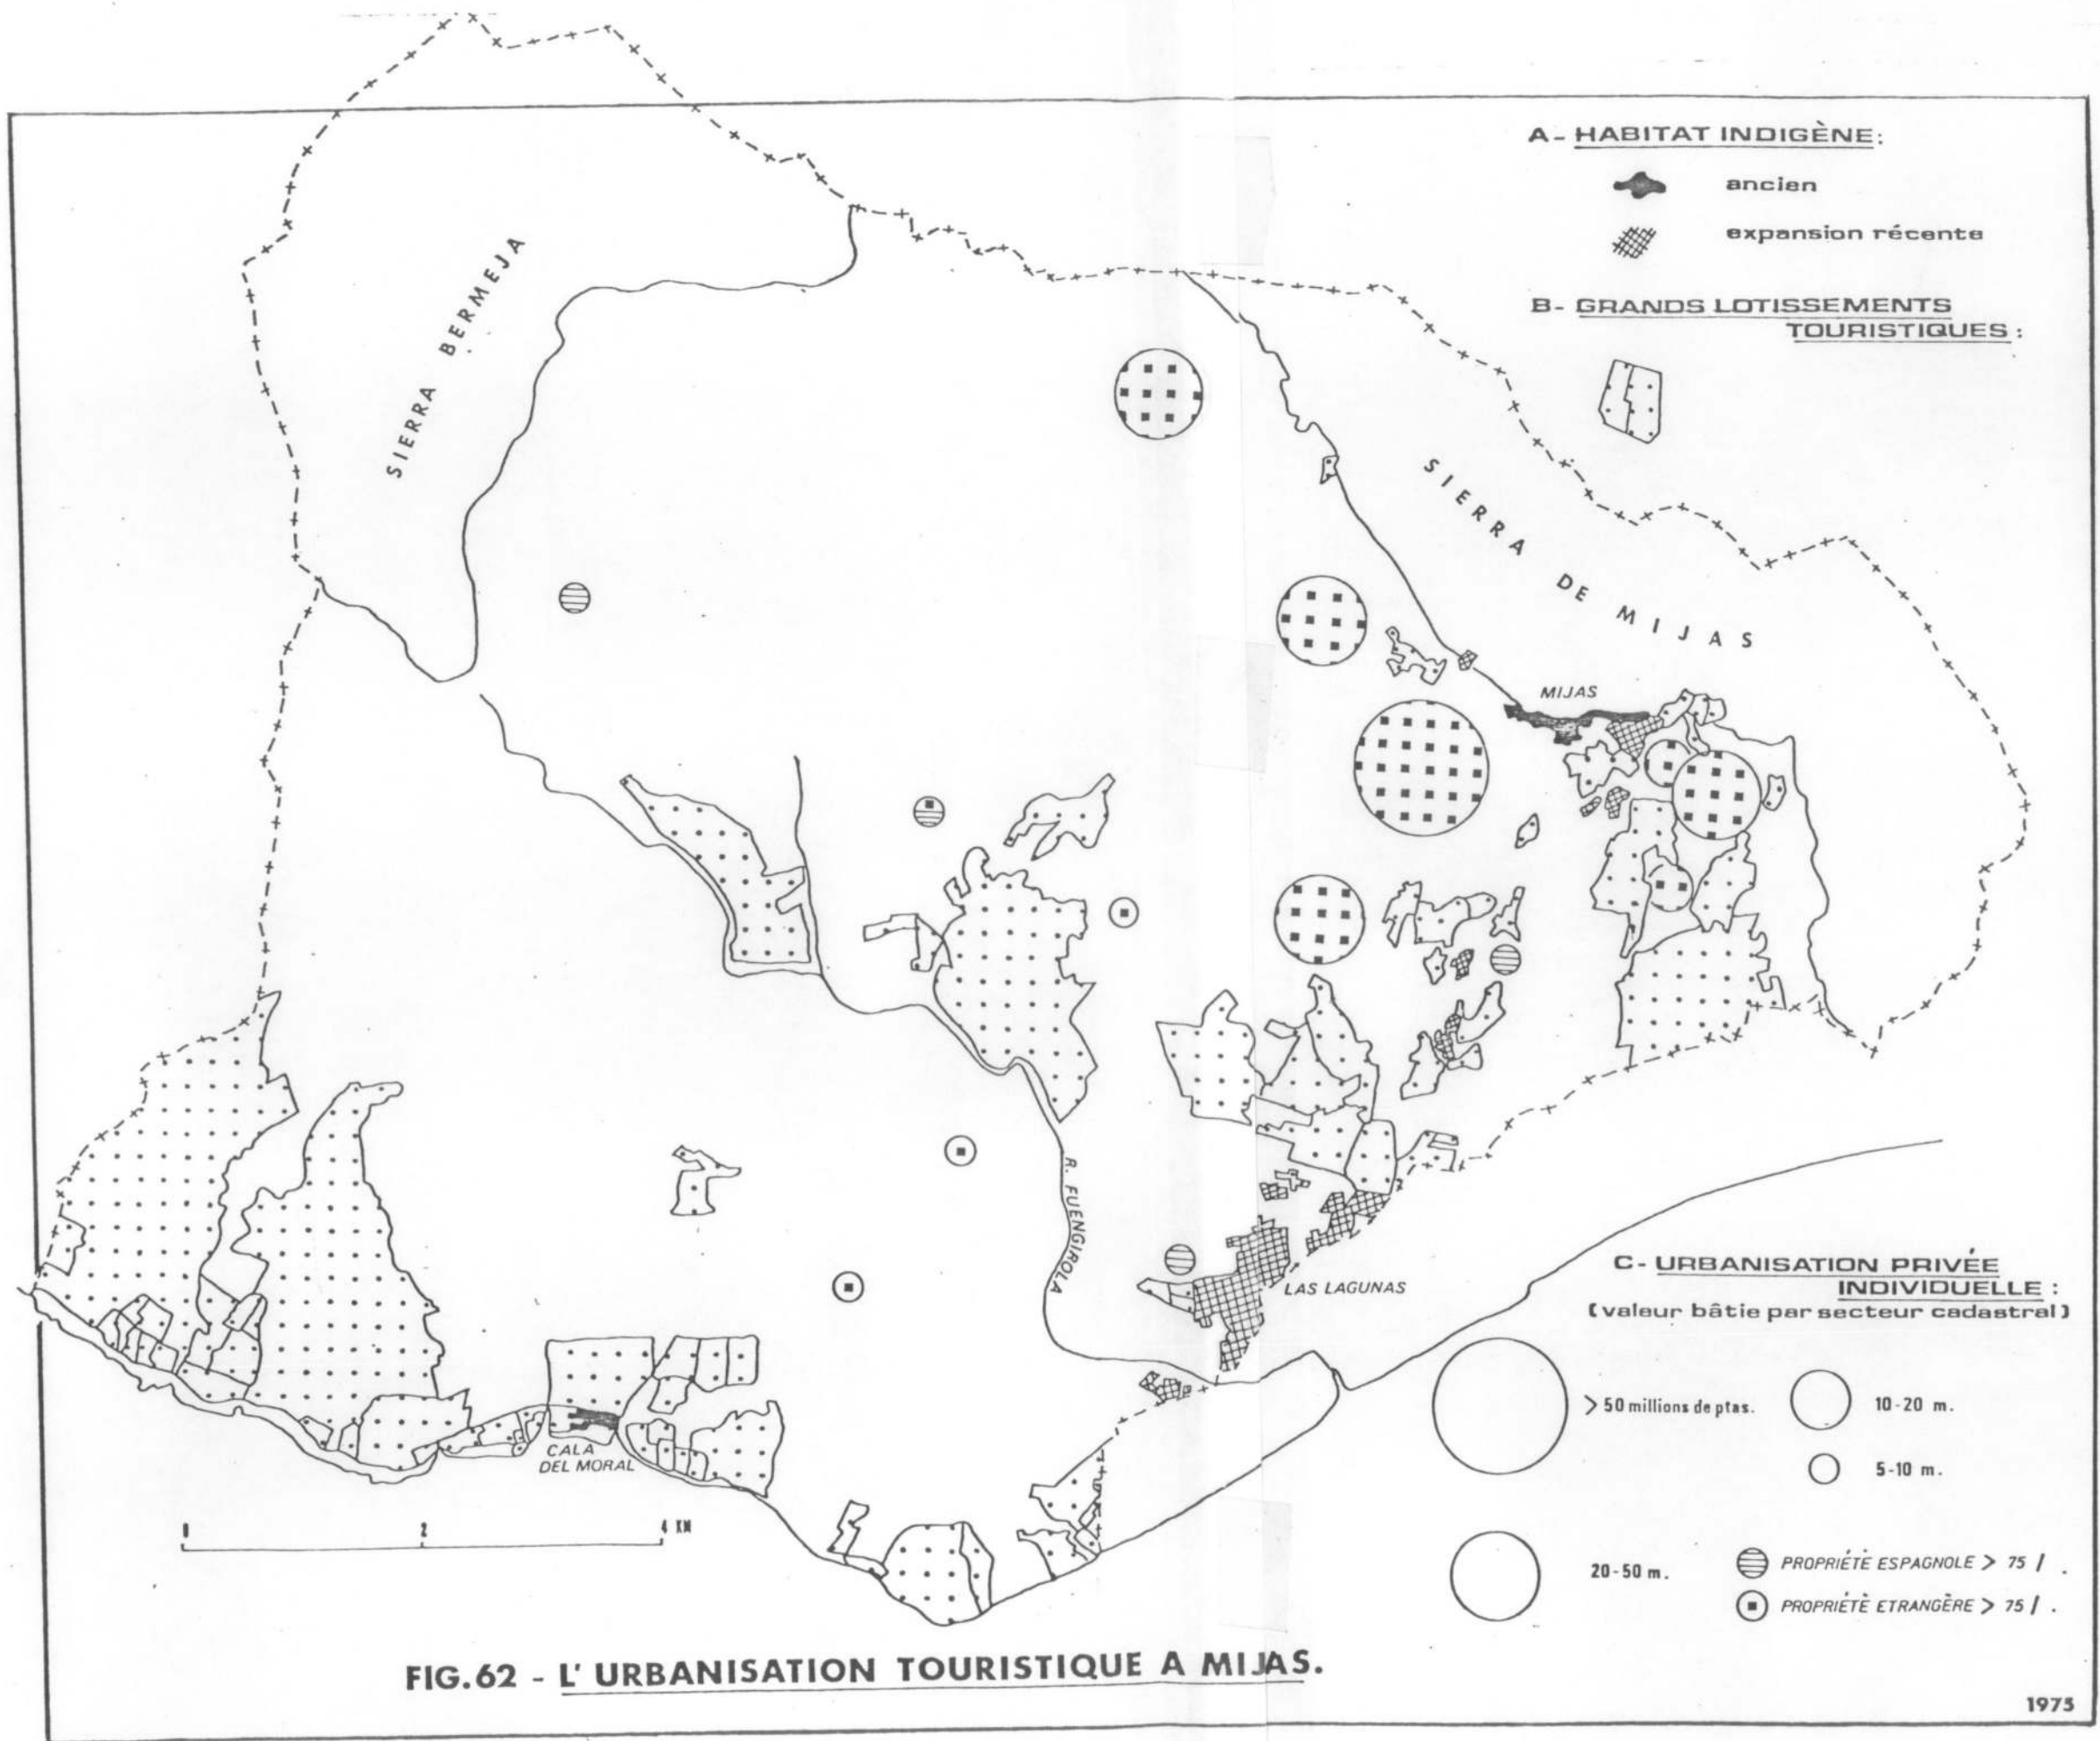 A - HABITAT INDIGÈNE :
ancien
expansion récente
B - GRANDS LOTISSEMENTS
TOURISTIQUES :
SIERRA BERMEJA
SIERRA DE MIJAS
MIJAS
R. FUENGIROLA
LAS LAGUNAS
CALA
DEL MORAL
0 2 4 KM
C - URBANISATION PRIVÉE
INDIVIDUELLE :
(valeur bâtie par secteur cadastral)
> 50 millions de ptas.
10-20 m.
5-10 m.
20-50 m.
PROPRIÉTÉ ESPAGNOLE > 75 / .
PROPRIÉTÉ ETRANGÈRE > 75 / .
FIG.62 - L' URBANISATION TOURISTIQUE A MIJAS.
1975